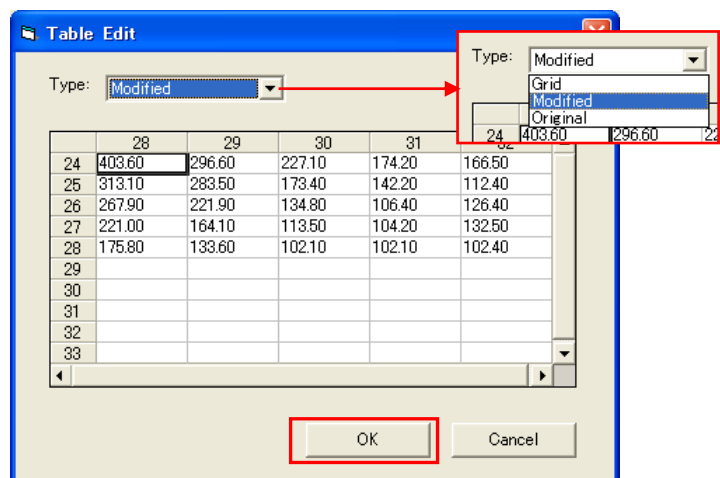 Table Edit
Type: Modified
Type: Modified
Grid
Modified
Original
24 403.60 296.60 22
28 29 30 31 32
24 403.60 296.60 227.10 174.20 166.50
25 313.10 283.50 173.40 142.20 112.40
26 267.90 221.90 134.80 106.40 126.40
27 221.00 164.10 113.50 104.20 132.50
28 175.80 133.60 102.10 102.10 102.40
29
30
31
32
33
OK Cancel